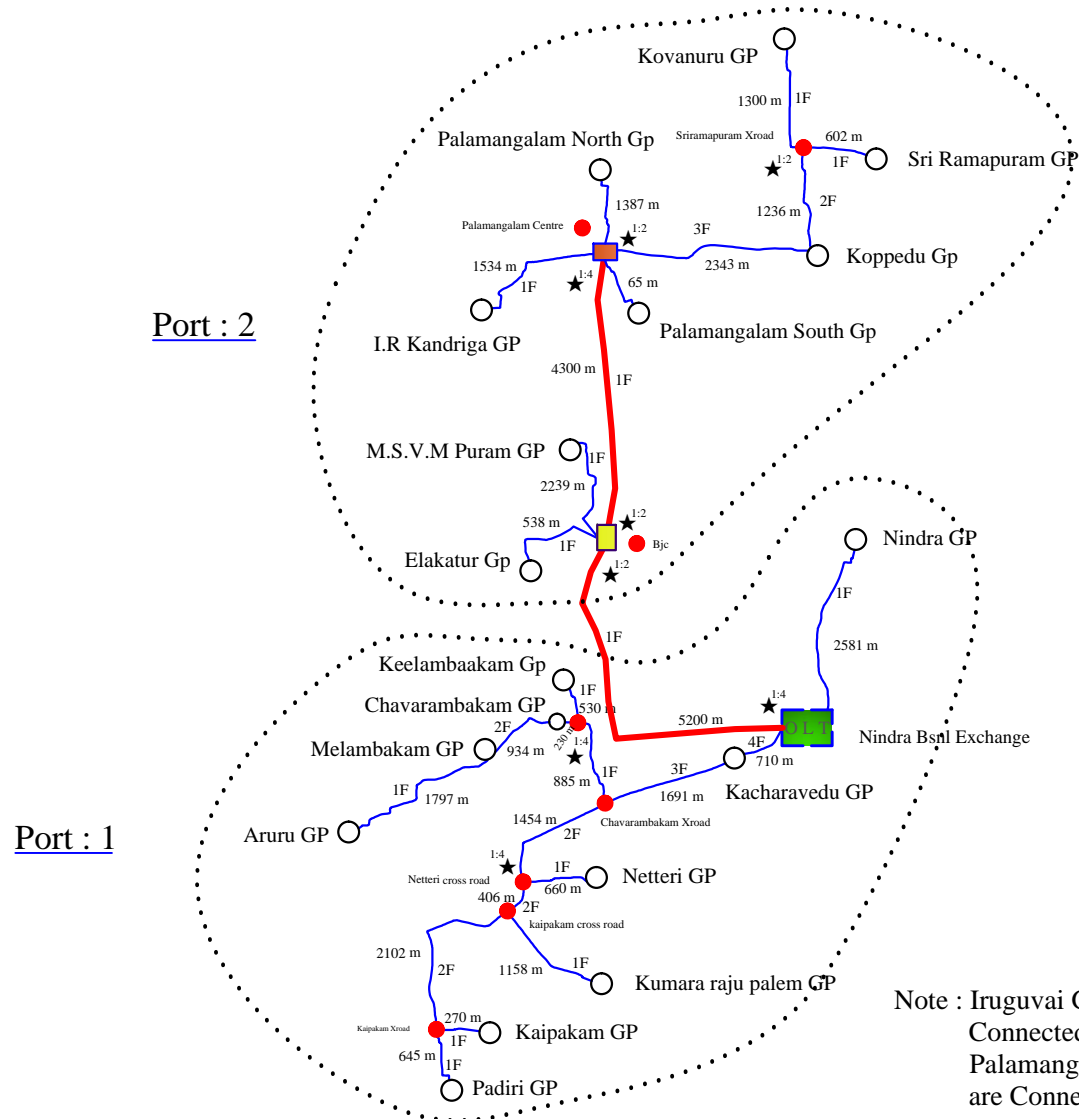 Kovanuru GP
1300 m
1F
Sriramapuram Xroad
602 m
1F
Sri Ramapuram GP
1:2
1236 m
2F
Palamangalam North Gp
1387 m
Palamangalam Centre
1:2
3F
2343 m
Koppedu Gp
1534 m
1F
1:4
65 m
I.R Kandriga GP
Palamangalam South Gp
Port : 2
4300 m
1F
M.S.V.M Puram GP
1F
2239 m
538 m
1F
1:2
Bjc
Elakatur Gp
1:2
Nindra GP
1F
2581 m
1F
Keelambaakam Gp
1F
530 m
Chavarambakam GP
230 m
2F
934 m
Melambakam GP
1:4
885 m
1F
1:4
5200 m
OLT
Nindra Bsnl Exchange
4F
710 m
3F
1691 m
Kacharavedu GP
1F
1797 m
Aruru GP
Chavarambakam Xroad
1454 m
2F
Port : 1
1:4
Netteri cross road
1F
660 m
Netteri GP
406 m
2F
kaipakam cross road
2102 m
2F
1158 m
1F
Kumara raju palem GP
Kaipakam Xroad
270 m
1F
Kaipakam GP
645 m
1F
Padiri GP
Note : Iruguvai
Connected
Palamang
are Conne